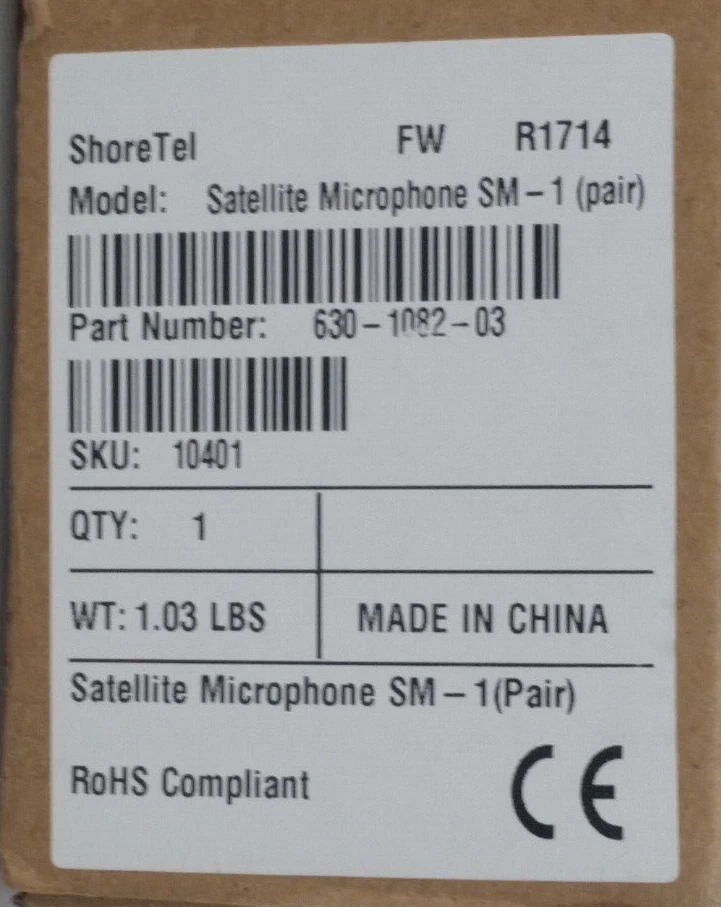 ShoreTel FW R1714
Model: Satellite Microphone SM-1 (pair)
Part Number: 630-1082-03
SKU: 10401
QTY: 1
WT: 1.03 LBS MADE IN CHINA
Satellite Microphone SM-1(Pair)
RoHS Compliant CE